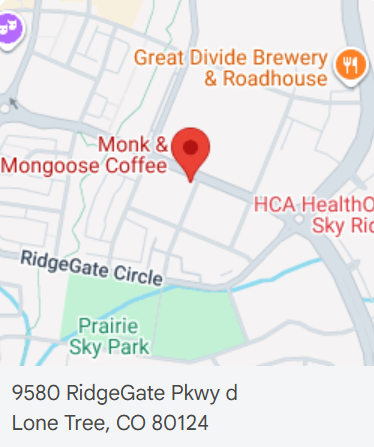 Great Divide Brewery
& Roadhouse
Monk &
Mongoose Coffee
HCA HealthO
Sky Ric
RidgeGate Circle
Prairie
Sky Park
9580 RidgeGate Pkwy d
Lone Tree, CO 80124